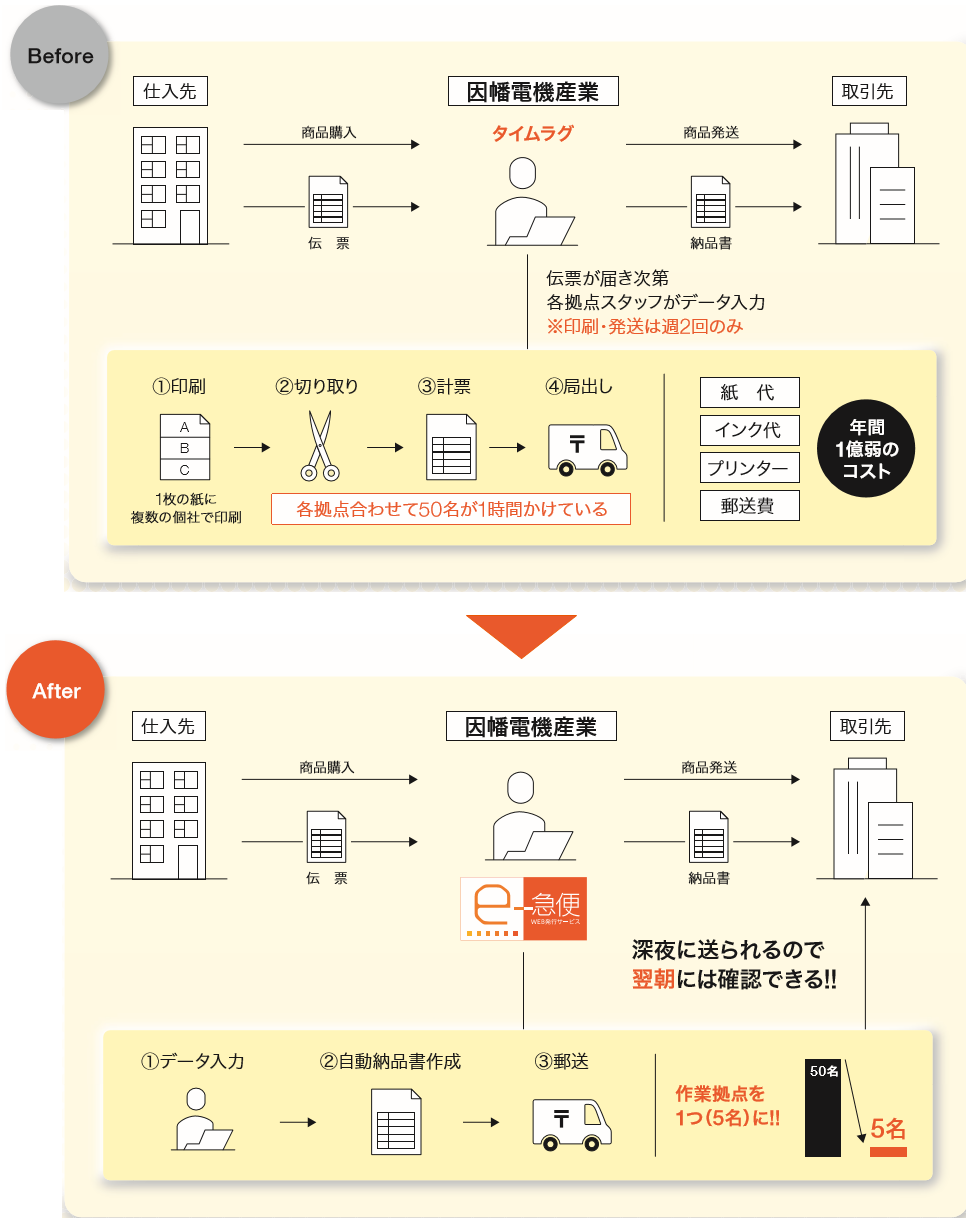 Before
仕入先
因幡電機産業
取引先
商品購入
タイムラグ
商品発送
伝　票
納品書
伝票が届き次第
各拠点スタッフがデータ入力
※印刷・発送は週2回のみ
①印刷
②切り取り
③計票
④局出し
A
B
C
〒
1枚の紙に
複数の個社で印刷
各拠点合わせて50名が1時間かけている
紙　代
インク代
プリンター
郵送費
年間
1億弱の
コスト
After
仕入先
因幡電機産業
取引先
商品購入
商品発送
伝　票
納品書
e-急便
WEB発行サービス
深夜に送られるので
翌朝には確認できる!!
①データ入力
②自動納品書作成
③郵送
〒
作業拠点を
1つ（5名）に!!
50名
5名